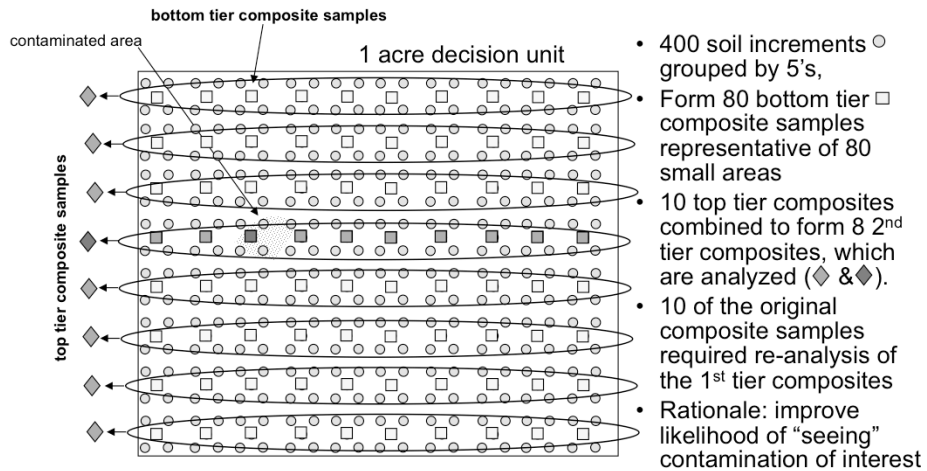 bottom tier composite samples
contaminated area
1 acre decision unit
top tier composite samples
• 400 soil increments
grouped by 5's,
• Form 80 bottom tier
composite samples
representative of 80
small areas
• 10 top tier composites
combined to form 8 2nd
tier composites, which
are analyzed ( & ).
• 10 of the original
composite samples
required re-analysis of
the 1st tier composites
• Rationale: improve
likelihood of “seeing”
contamination of interest